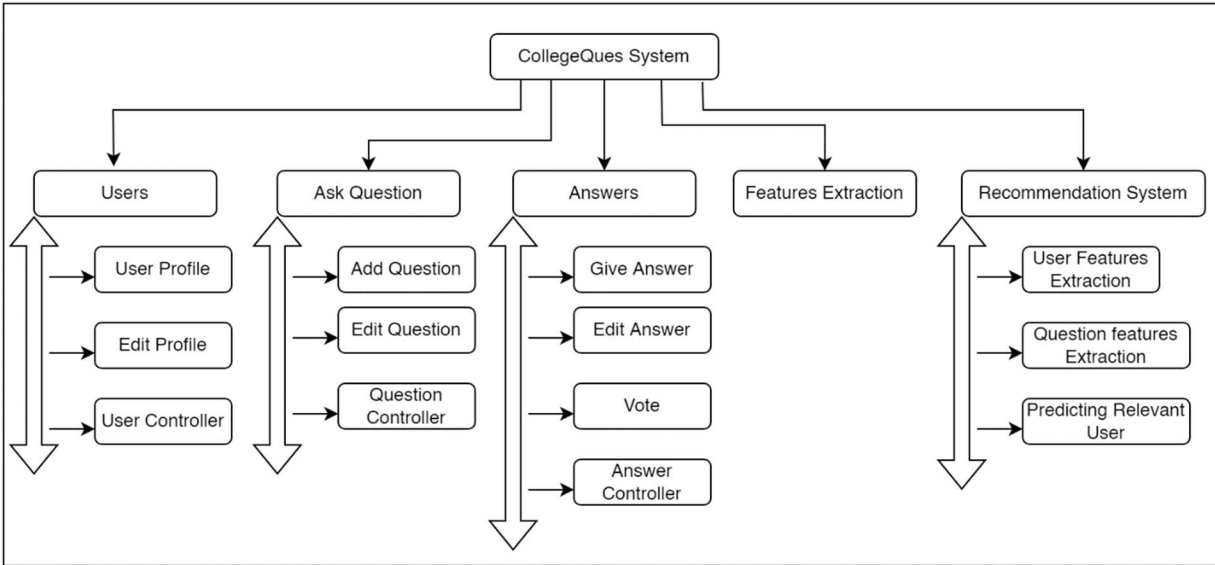 CollegeQues System
Users
Ask Question
Answers
Features Extraction
Recommendation System
User Profile
Edit Profile
User Controller
Add Question
Edit Question
Question
Controller
Give Answer
Edit Answer
Vote
Answer
Controller
User Features
Extraction
Question features
Extraction
Predicting Relevant
User